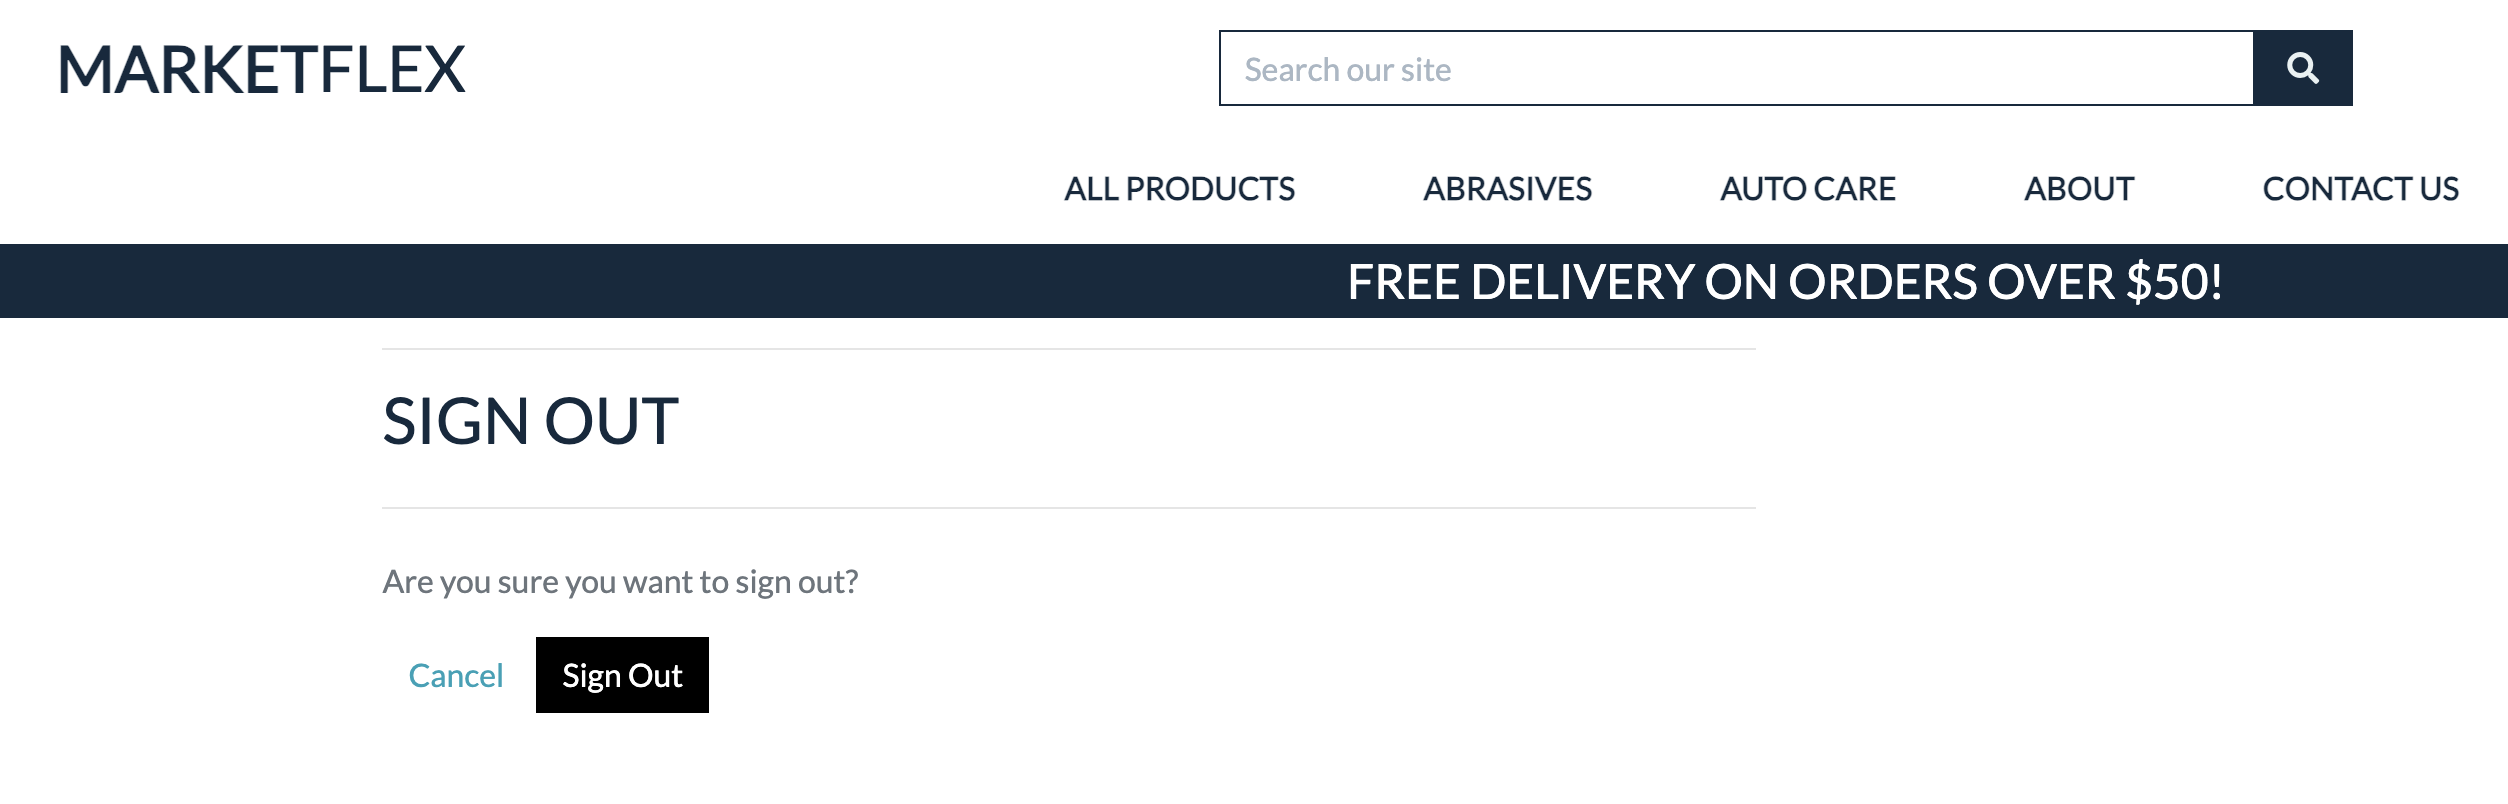 MARKETFLEX
Search our site
ALL PRODUCTS ABRASIVES AUTO CARE ABOUT CONTACT US
FREE DELIVERY ON ORDERS OVER $50!
SIGN OUT
Are you sure you want to sign out?
Cancel Sign Out